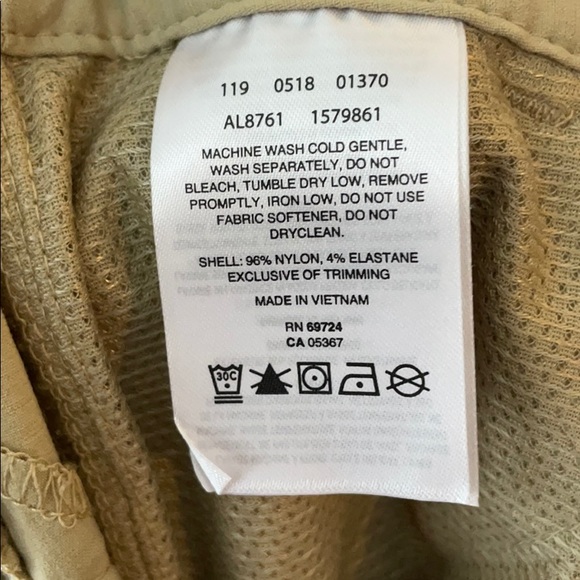 119 0518 01370
AL8761 1579861
MACHINE WASH COLD GENTLE,
WASH SEPARATELY, DO NOT
BLEACH, TUMBLE DRY LOW, REMOVE
PROMPTLY, IRON LOW, DO NOT USE
FABRIC SOFTENER, DO NOT
DRYCLEAN.
SHELL: 96% NYLON, 4% ELASTANE
EXCLUSIVE OF TRIMMING
MADE IN VIETNAM
RN 69724
CA 05367
30C